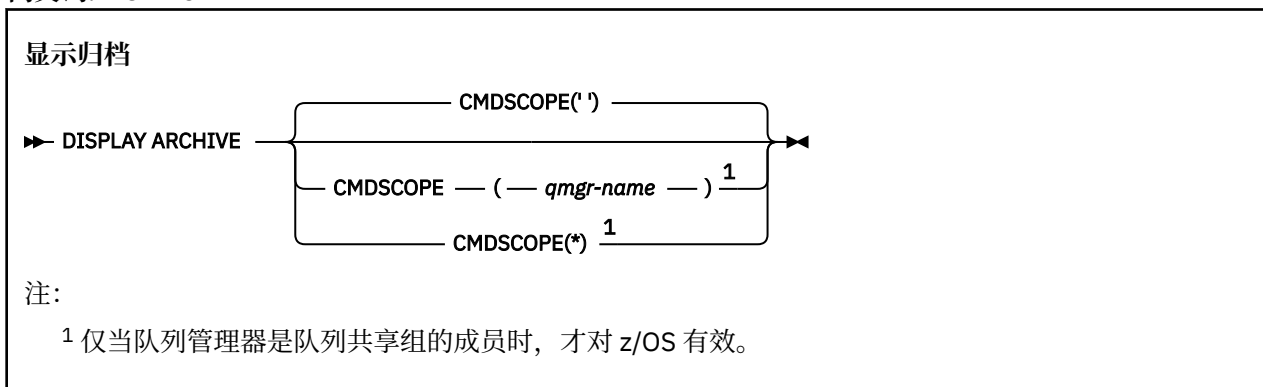 显示归档
CMDSCOPE(' ')
DISPLAY ARCHIVE
CMDSCOPE ( qmgr-name ) 1
CMDSCOPE(*) 1
注：
1 仅当队列管理器是队列共享组的成员时，才对 z/OS 有效。